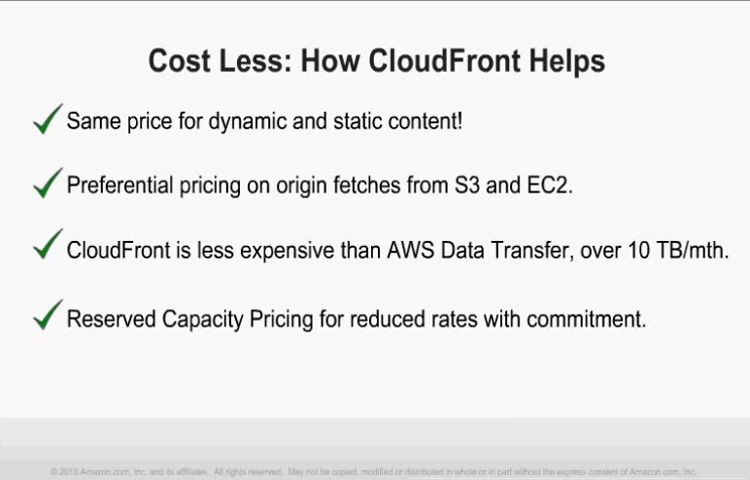 Cost Less: How CloudFront Helps
Same price for dynamic and static content!
Preferential pricing on origin fetches from S3 and EC2.
CloudFront is less expensive than AWS Data Transfer, over 10 TB/mth.
Reserved Capacity Pricing for reduced rates with commitment.
© 2013 Amazon.com, Inc. and its affiliates. All rights reserved. May not be copied, modified or distributed in whole or in part without the express consent of Amazon.com, Inc.